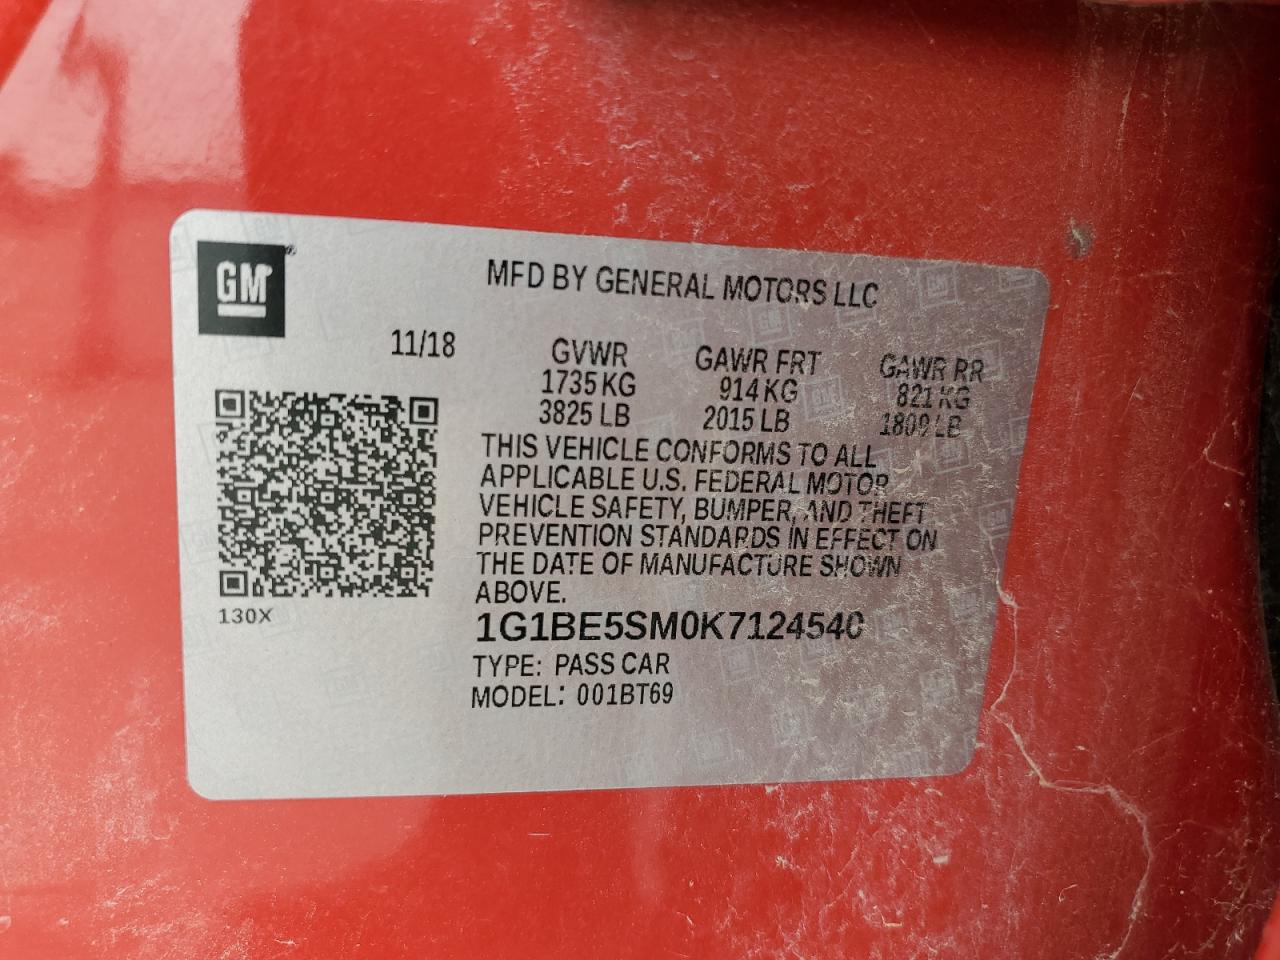 GM
MFD BY GENERAL MOTORS LLC
11/18
GVWR GAWR FRT GAWR RR
1735 KG 914 KG 821 KG
3825 LB 2015 LB 1809 LB
THIS VEHICLE CONFORMS TO ALL
APPLICABLE U.S. FEDERAL MOTOR
VEHICLE SAFETY, BUMPER, AND THEFT
PREVENTION STANDARDS IN EFFECT ON
THE DATE OF MANUFACTURE SHOWN
ABOVE.
130X
1G1BE5SM0K7124540
TYPE: PASS CAR
MODEL: 001BT69